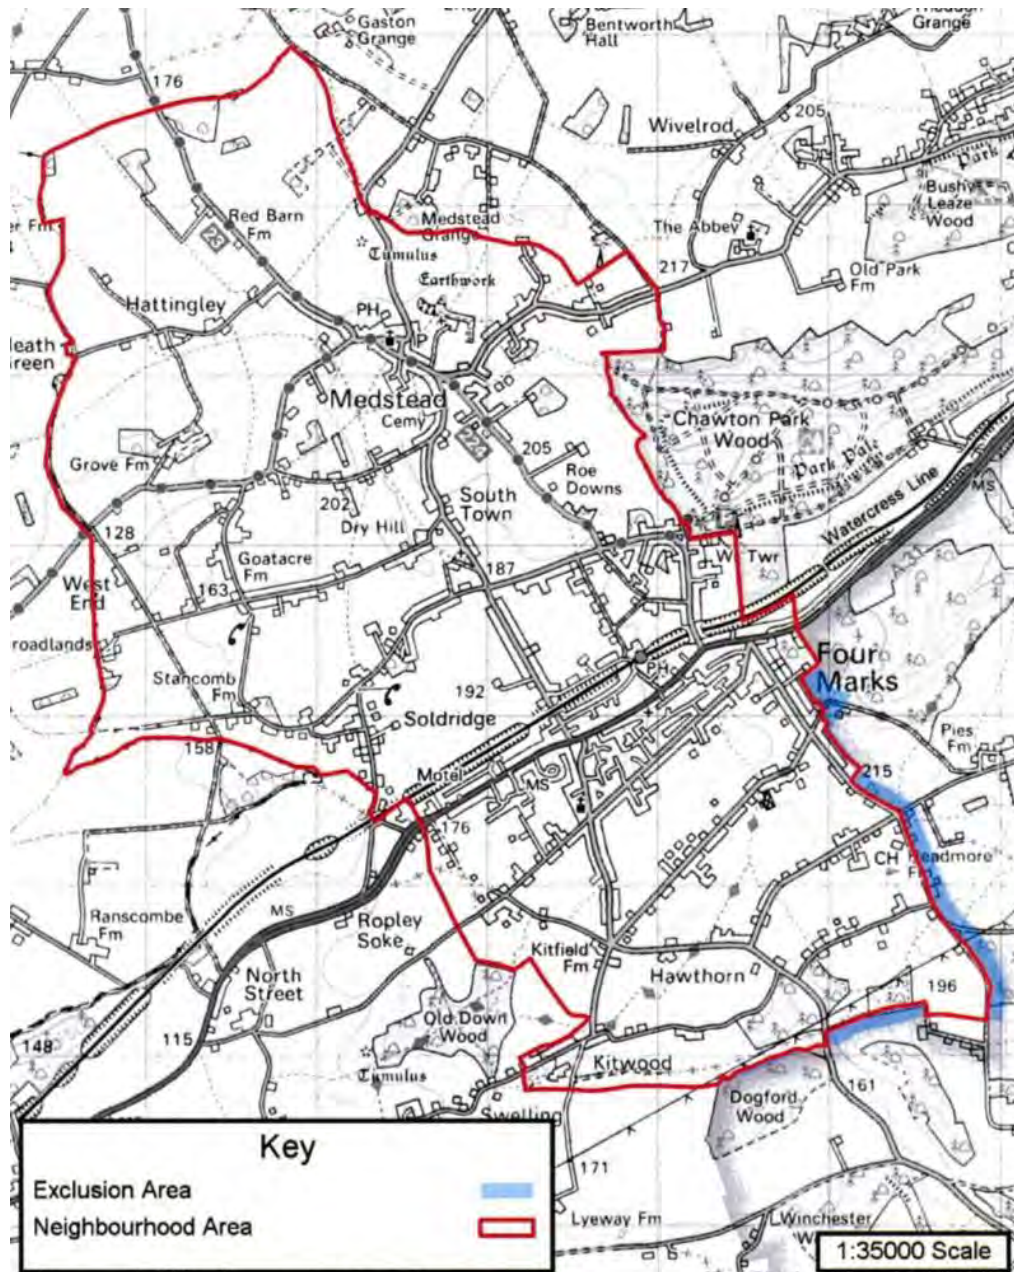 Gaston
Grange
Bentworth
Hall
Grange
176
205
Wivelrod
Park
Bushy
Leaze
Wood
Red Barn
Fm
Medstead
Grange
The Abbey
Tumulus
217
Old Park
Fm
Earthwork
Hattingley
PH
P
Medstead
Cemy
Chawton Park
Wood
Park Pale
Grove Fm
205
Roe
Downs
MS
Watercress Line
202
Dry Hill
South
Town
128
Goatacre
Fm
W Twr
187
West
End
163
roadlands
PH
Four
Marks
Stancomb
Fm
192
Soldridge
Pies
Fm
158
Motel
MS
215
176
CH
Headmore
Fm
Ranscombe
Fm
MS
Ropley
Soke
Kitfield
Fm
Hawthorn
North
Street
196
Old Down
Wood
115
148
Kitwood
Tumulus
161
Dogford
Wood
Swelling
171
Lyeway Fm
Winchester
Key
Exclusion Area
Neighbourhood Area
1:35000 Scale